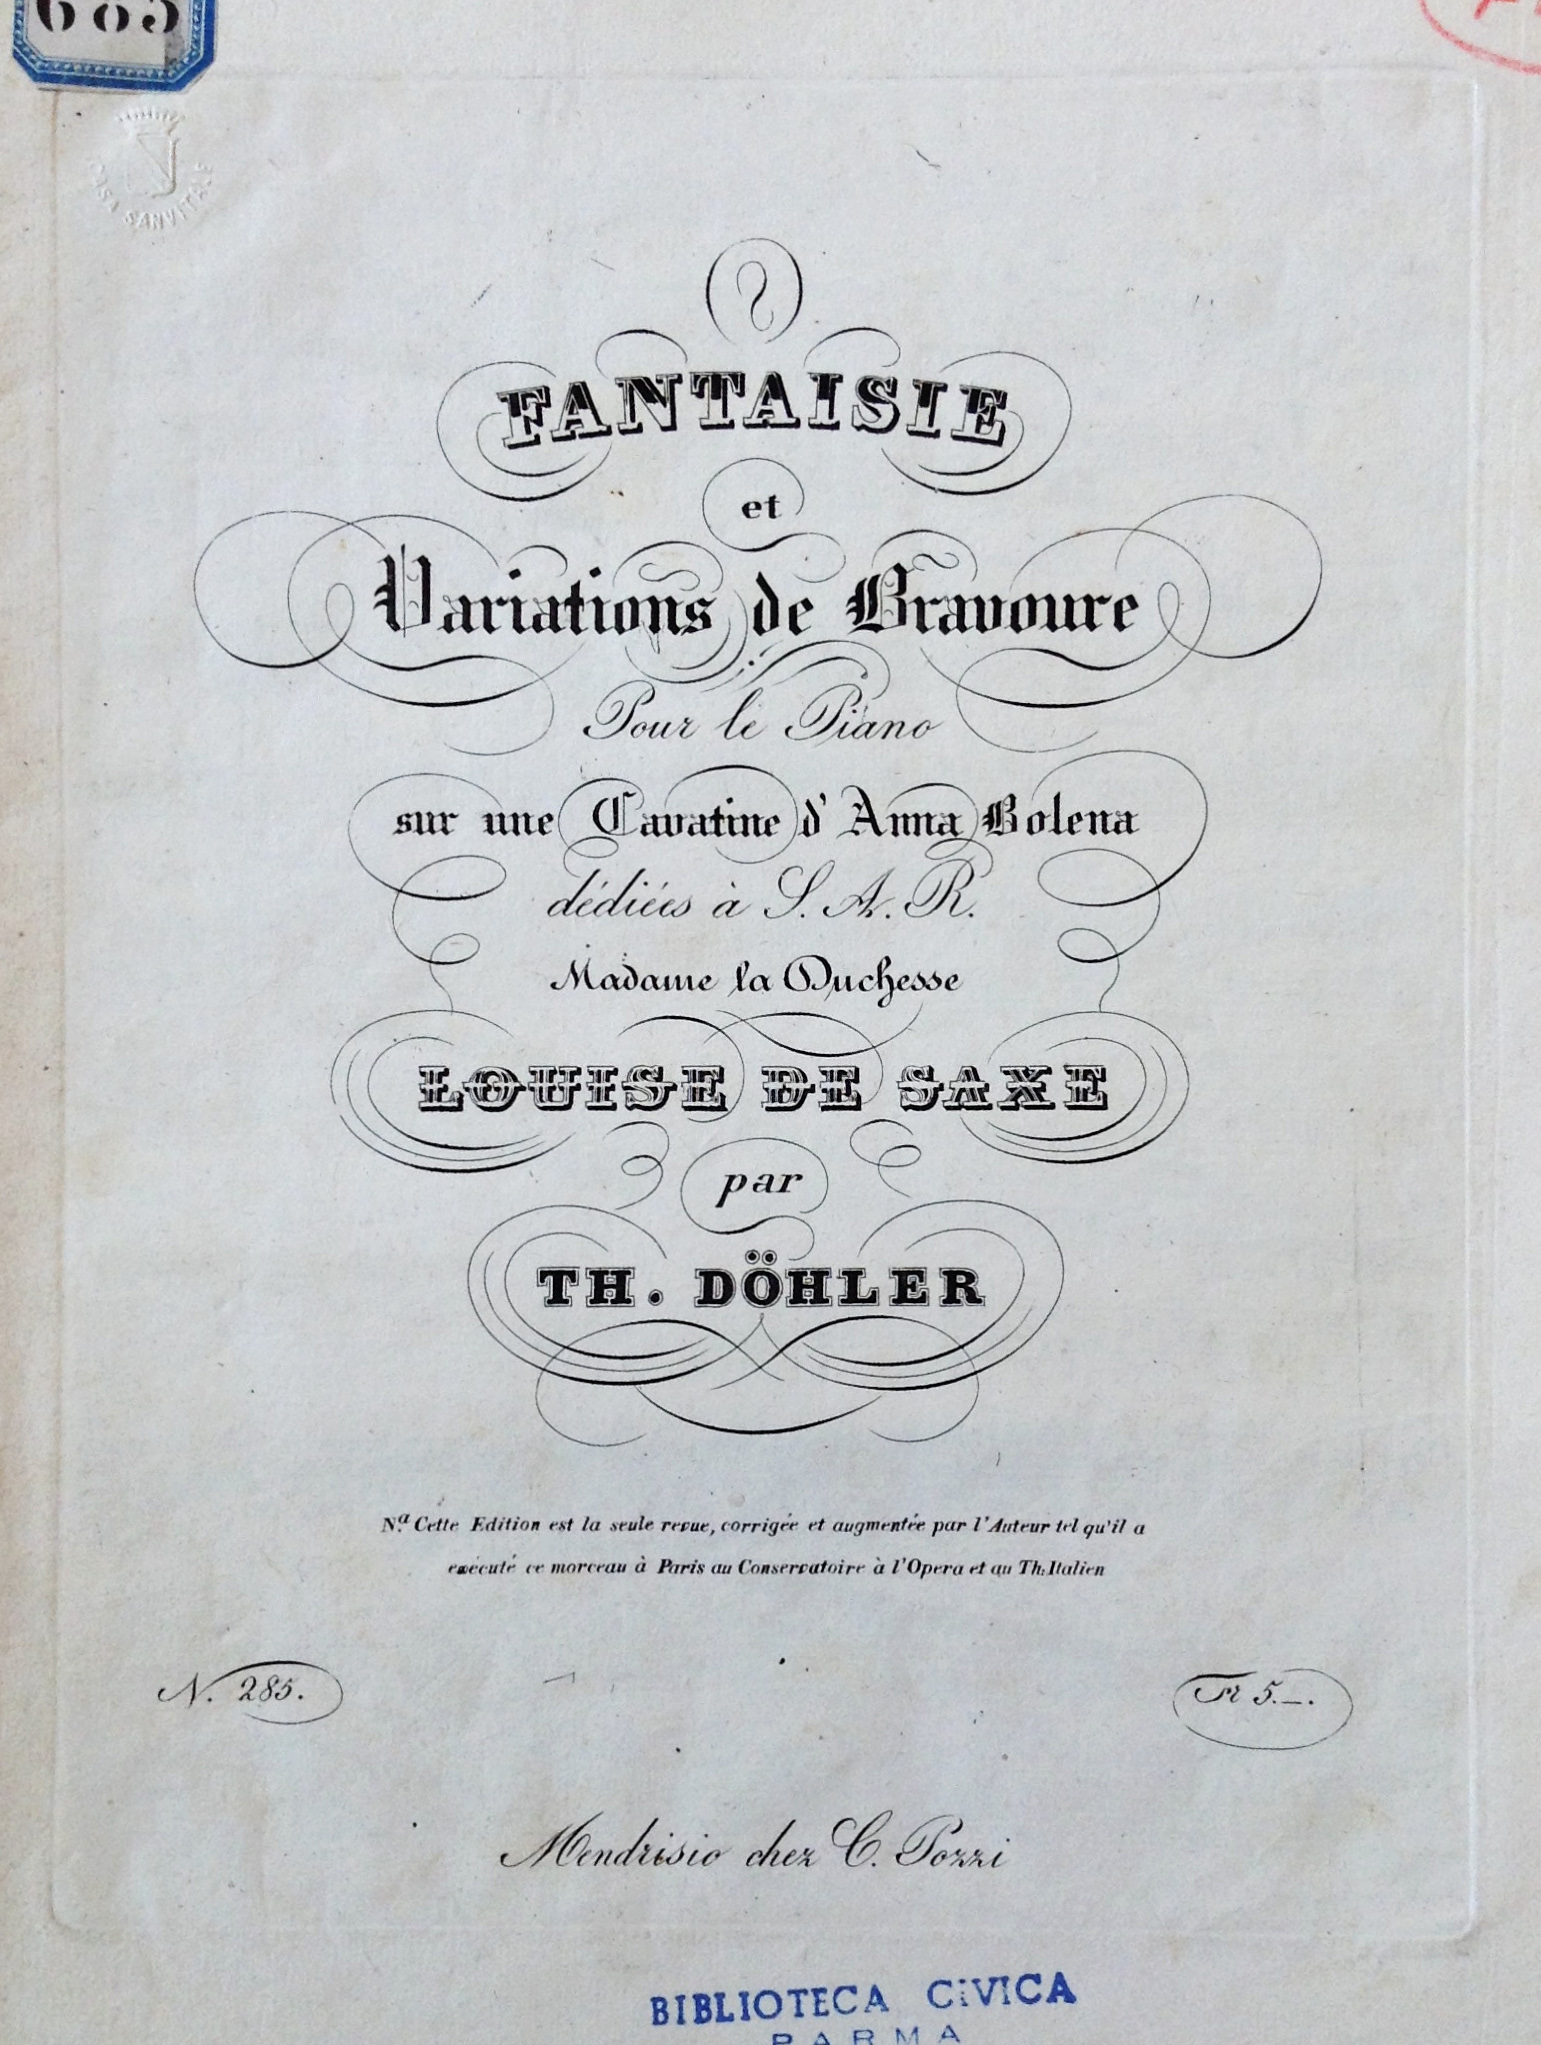 685
CASA SANVITALE
FANTAISIE
et
Variations de Bravoure
Pour le Piano
sur une Cavatine d'Anna Bolena
dédiées à S. A. R.
Madame la Duchesse
LOUISE DE SAXE
par
TH. DÖHLER
N.a Cette Edition est la seule revue, corrigée et augmentée par l'Auteur tel qu'il a
exécuté ce morceau à Paris au Conservatoire à l'Opera et au Th: Italien
N. 285.
Fr 5._.
Mendrisio chez C. Pozzi
BIBLIOTECA CIVICA
PARMA